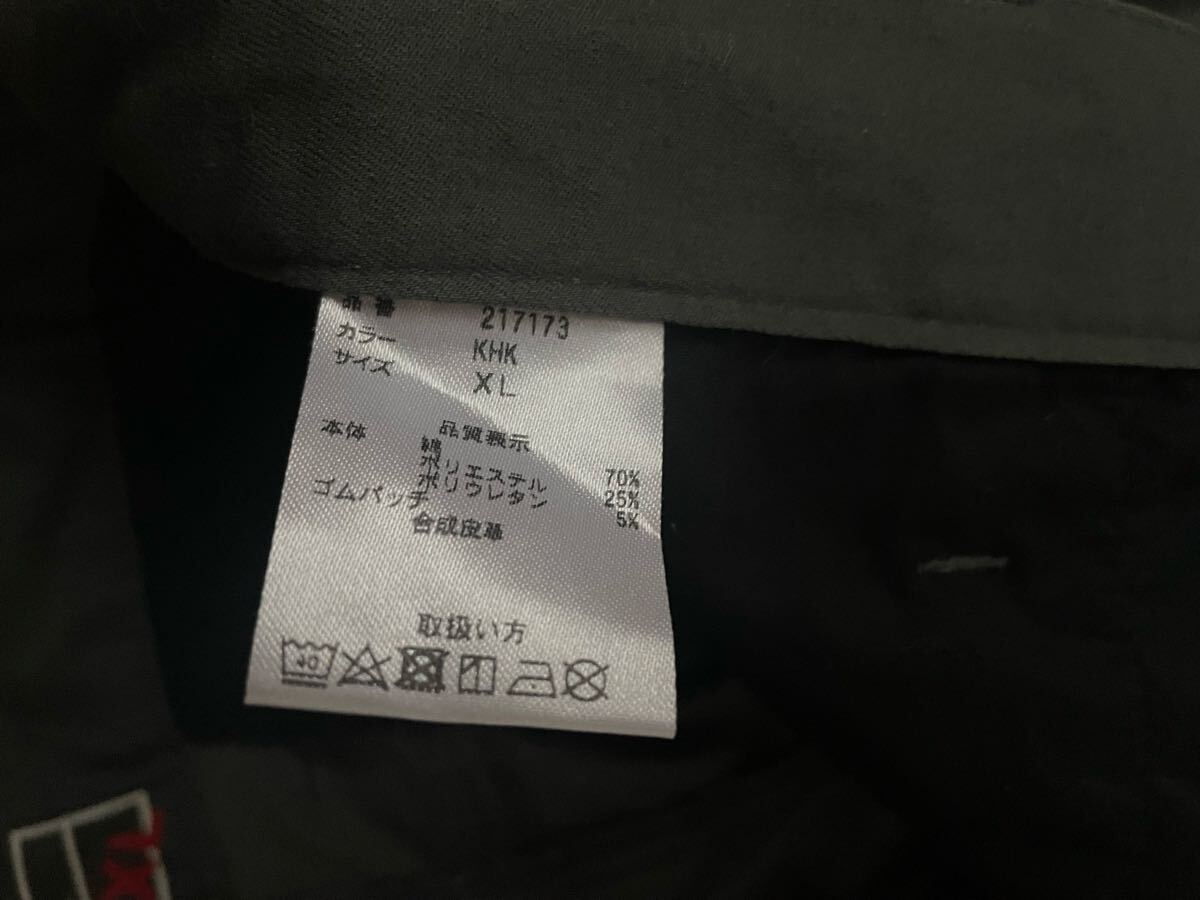 品番 217173
カラー KHK
サイズ XL
品質表示
本体 綿 70%
ポリエステル 25%
ポリウレタン 5%
ゴムパッチ 合成皮革
取扱い方
40
XL